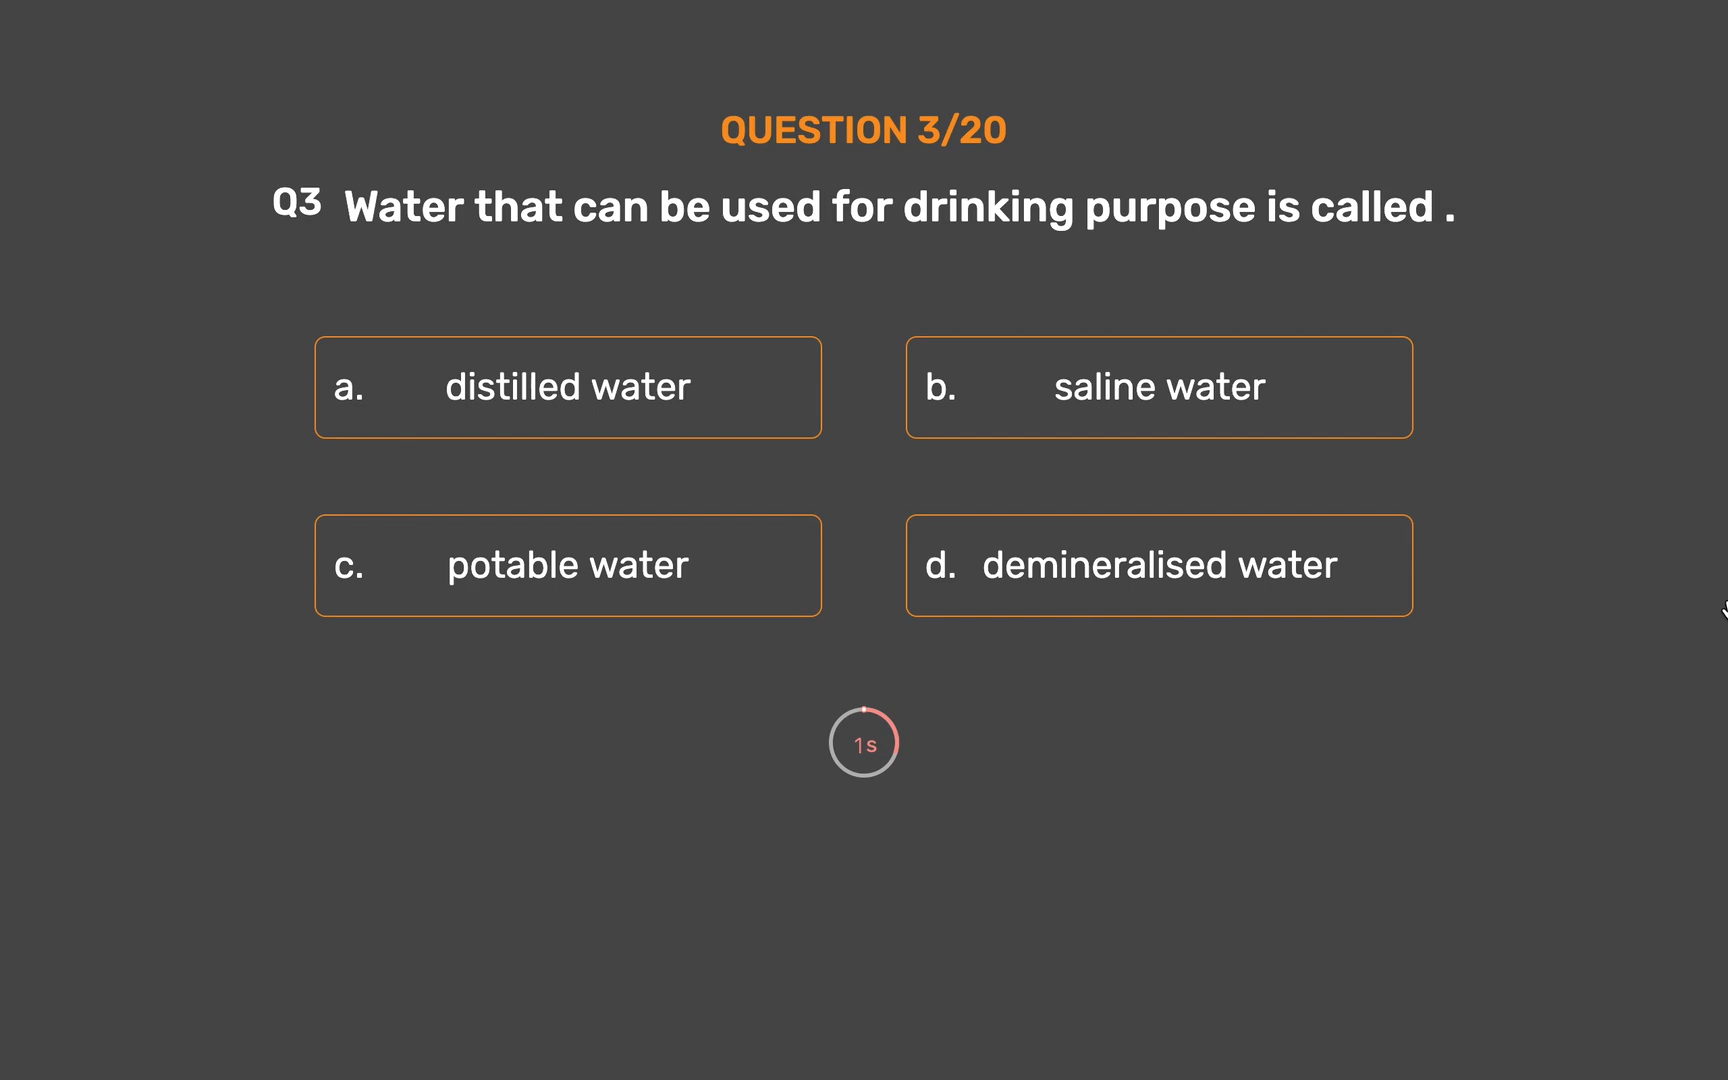 QUESTION 3/20
Q3 Water that can be used for drinking purpose is called .
a. distilled water
b. saline water
c. potable water
d. demineralised water
1s